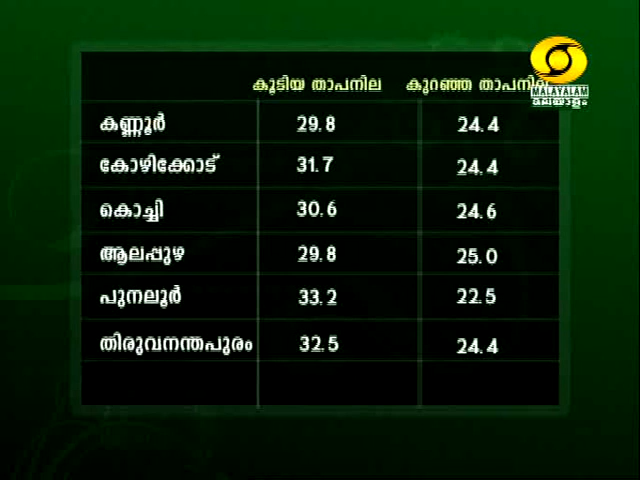 കൂടിയ താപനില കുറഞ്ഞ താപനില
MALAYALAM
മലയാളം
കണ്ണൂർ 29.8 24.4
കോഴിക്കോട് 31.7 24.4
കൊച്ചി 30.6 24.6
ആലപ്പുഴ 29.8 25.0
പുനലൂർ 33.2 22.5
തിരുവനന്തപുരം 32.5 24.4